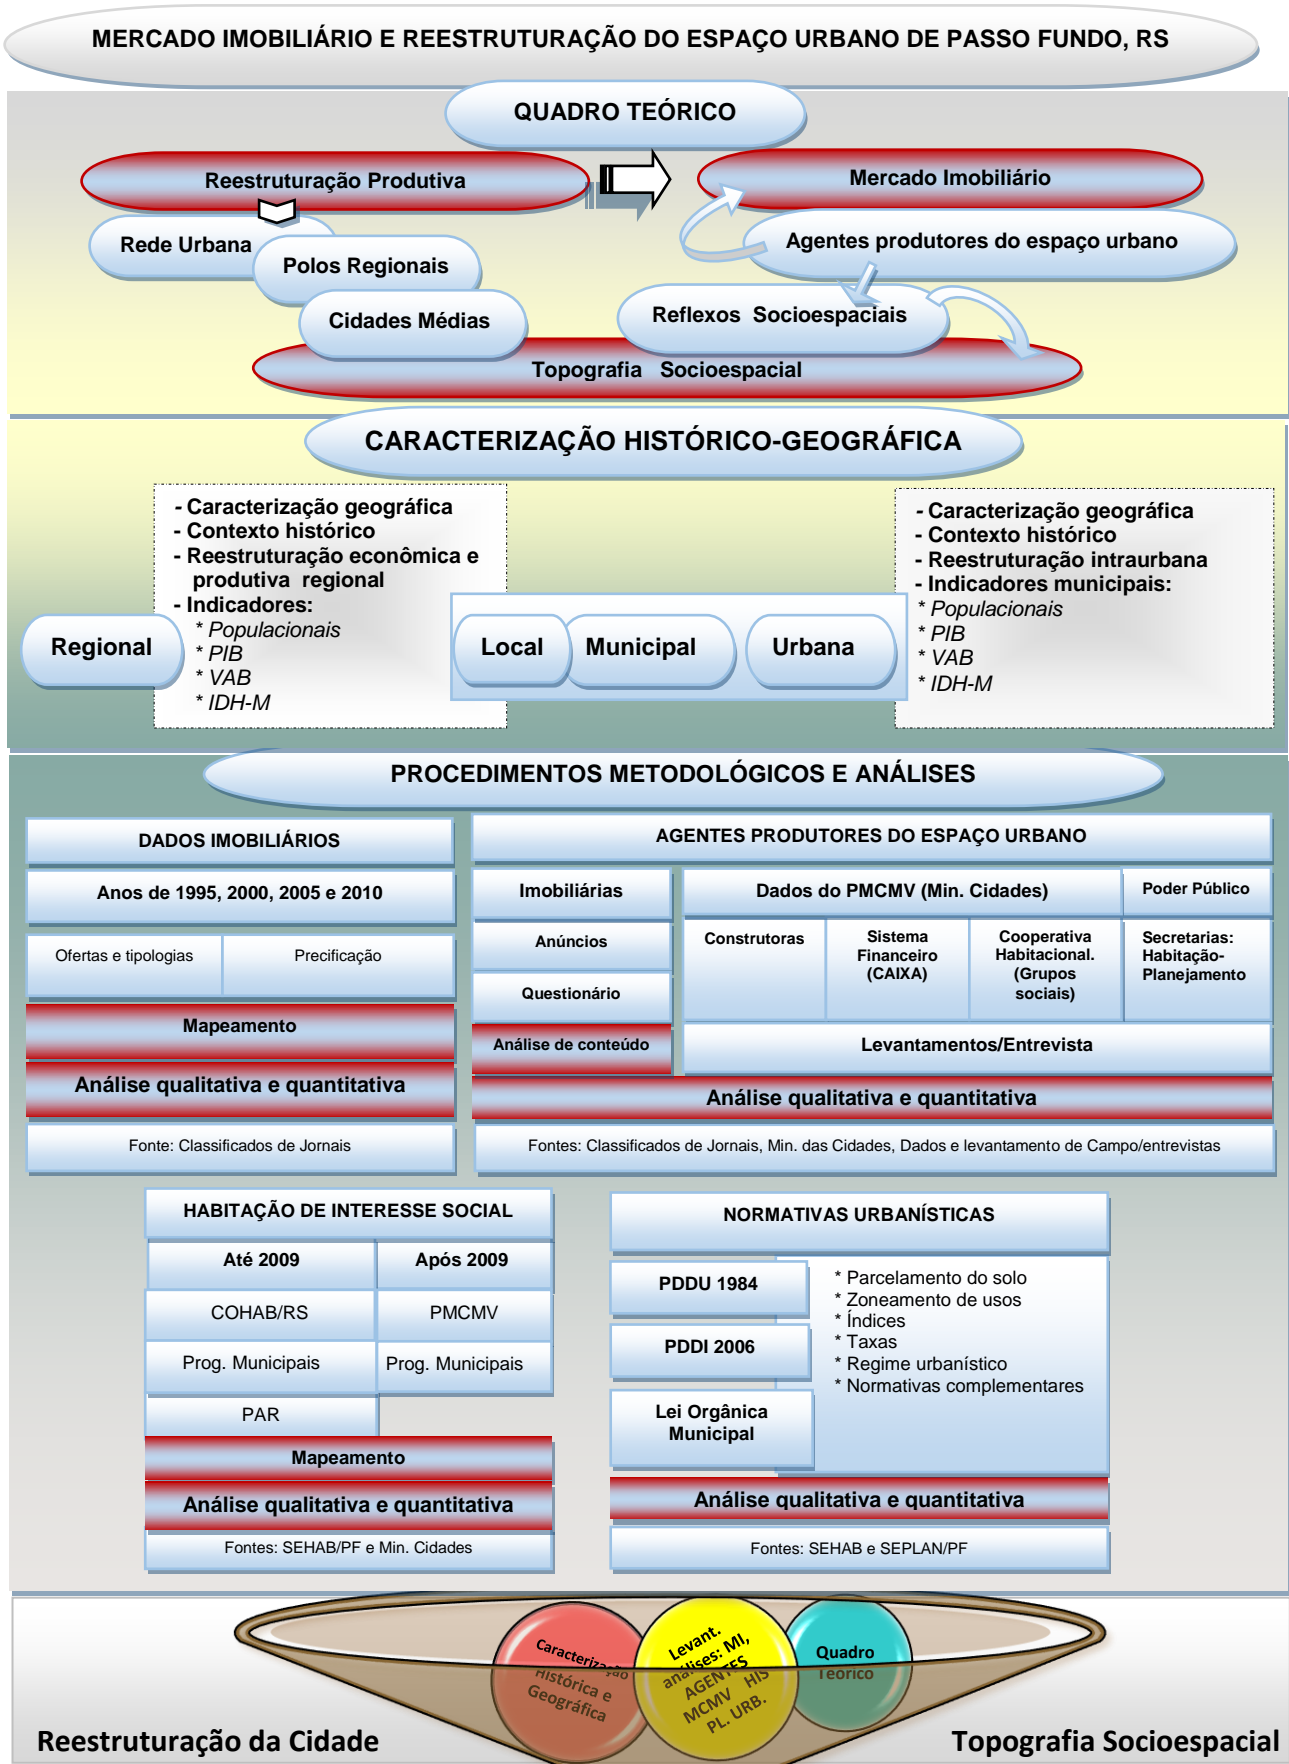 MERCADO IMOBILIÁRIO E REESTRUTURAÇÃO DO ESPAÇO URBANO DE PASSO FUNDO, RS
QUADRO TEÓRICO
Reestruturação Produtiva
Mercado Imobiliário
Rede Urbana
Agentes produtores do espaço urbano
Polos Regionais
Cidades Médias
Reflexos Socioespaciais
Topografia Socioespacial
CARACTERIZAÇÃO HISTÓRICO-GEOGRÁFICA
- Caracterização geográfica
- Contexto histórico
- Reestruturação econômica e
produtiva regional
- Indicadores:
* Populacionais
* PIB
* VAB
* IDH-M
Regional
Local
Municipal
Urbana
- Caracterização geográfica
- Contexto histórico
- Reestruturação intraurbana
- Indicadores municipais:
* Populacionais
* PIB
* VAB
* IDH-M
PROCEDIMENTOS METODOLÓGICOS E ANÁLISES
DADOS IMOBILIÁRIOS
Anos de 1995, 2000, 2005 e 2010
Ofertas e tipologias
Precificação
Mapeamento
Análise qualitativa e quantitativa
Fonte: Classificados de Jornais
AGENTES PRODUTORES DO ESPAÇO URBANO
Imobiliárias
Dados do PMCMV (Min. Cidades)
Poder Público
Anúncios
Questionário
Análise de conteúdo
Construtoras
Sistema
Financeiro
(CAIXA)
Cooperativa
Habitacional.
(Grupos
sociais)
Secretarias:
Habitação-
Planejamento
Levantamentos/Entrevista
Análise qualitativa e quantitativa
Fontes: Classificados de Jornais, Min. das Cidades, Dados e levantamento de Campo/entrevistas
HABITAÇÃO DE INTERESSE SOCIAL
Até 2009
Após 2009
COHAB/RS
PMCMV
Prog. Municipais
Prog. Municipais
PAR
Mapeamento
Análise qualitativa e quantitativa
Fontes: SEHAB/PF e Min. Cidades
NORMATIVAS URBANÍSTICAS
PDDU 1984
PDDI 2006
Lei Orgânica
Municipal
* Parcelamento do solo
* Zoneamento de usos
* Índices
* Taxas
* Regime urbanístico
* Normativas complementares
Análise qualitativa e quantitativa
Fontes: SEHAB e SEPLAN/PF
Caracterização
Histórica e
Geográfica
Levant.
análises: MI,
AGENTES
MCMV HIS
PL. URB.
Quadro
Teórico
Reestruturação da Cidade
Topografia Socioespacial